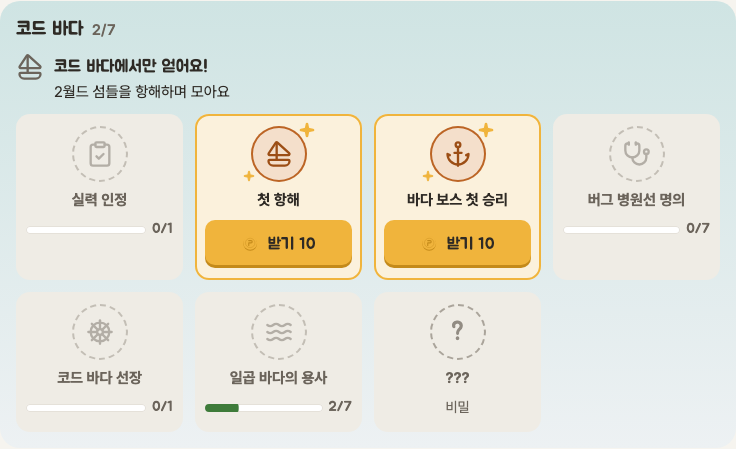 코드 바다 2/7
코드 바다에서만 얻어요!
2월드 섬들을 항해하며 모아요
실력 인정
0/1
첫 항해
받기 10
바다 보스 첫 승리
받기 10
버그 병원선 명의
0/7
코드 바다 선장
0/1
일곱 바다의 용사
2/7
?
???
비밀